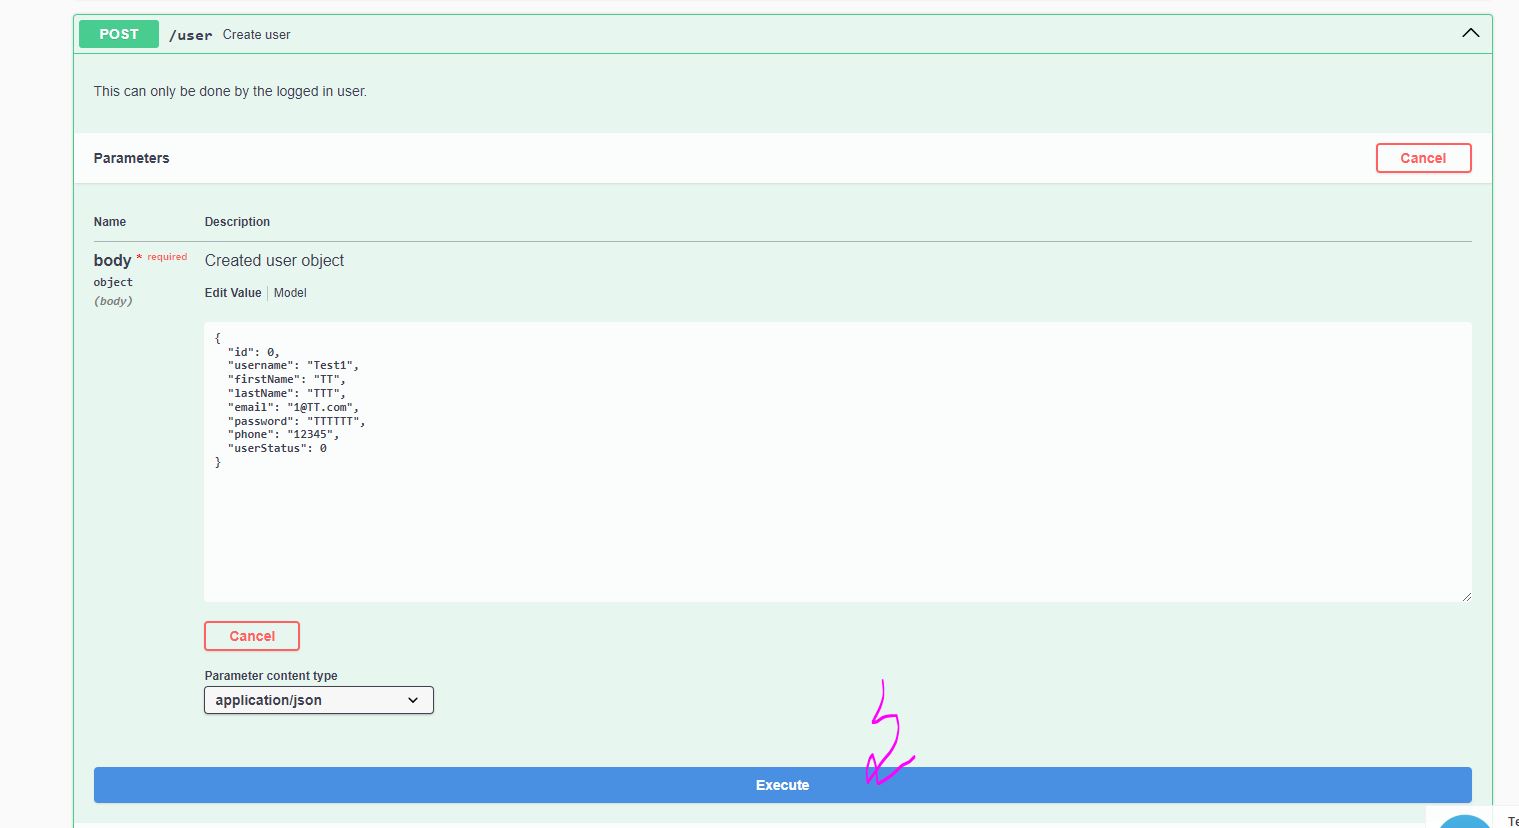 POST /user Create user
This can only be done by the logged in user.
Parameters
Cancel
Name Description
body * required Created user object
object
(body)
Edit Value Model
{
  "id": 0,
  "username": "Test1",
  "firstName": "TT",
  "lastName": "TTT",
  "email": "1@TT.com",
  "password": "TTTTTT",
  "phone": "12345",
  "userStatus": 0
}
Cancel
Parameter content type
application/json
Execute